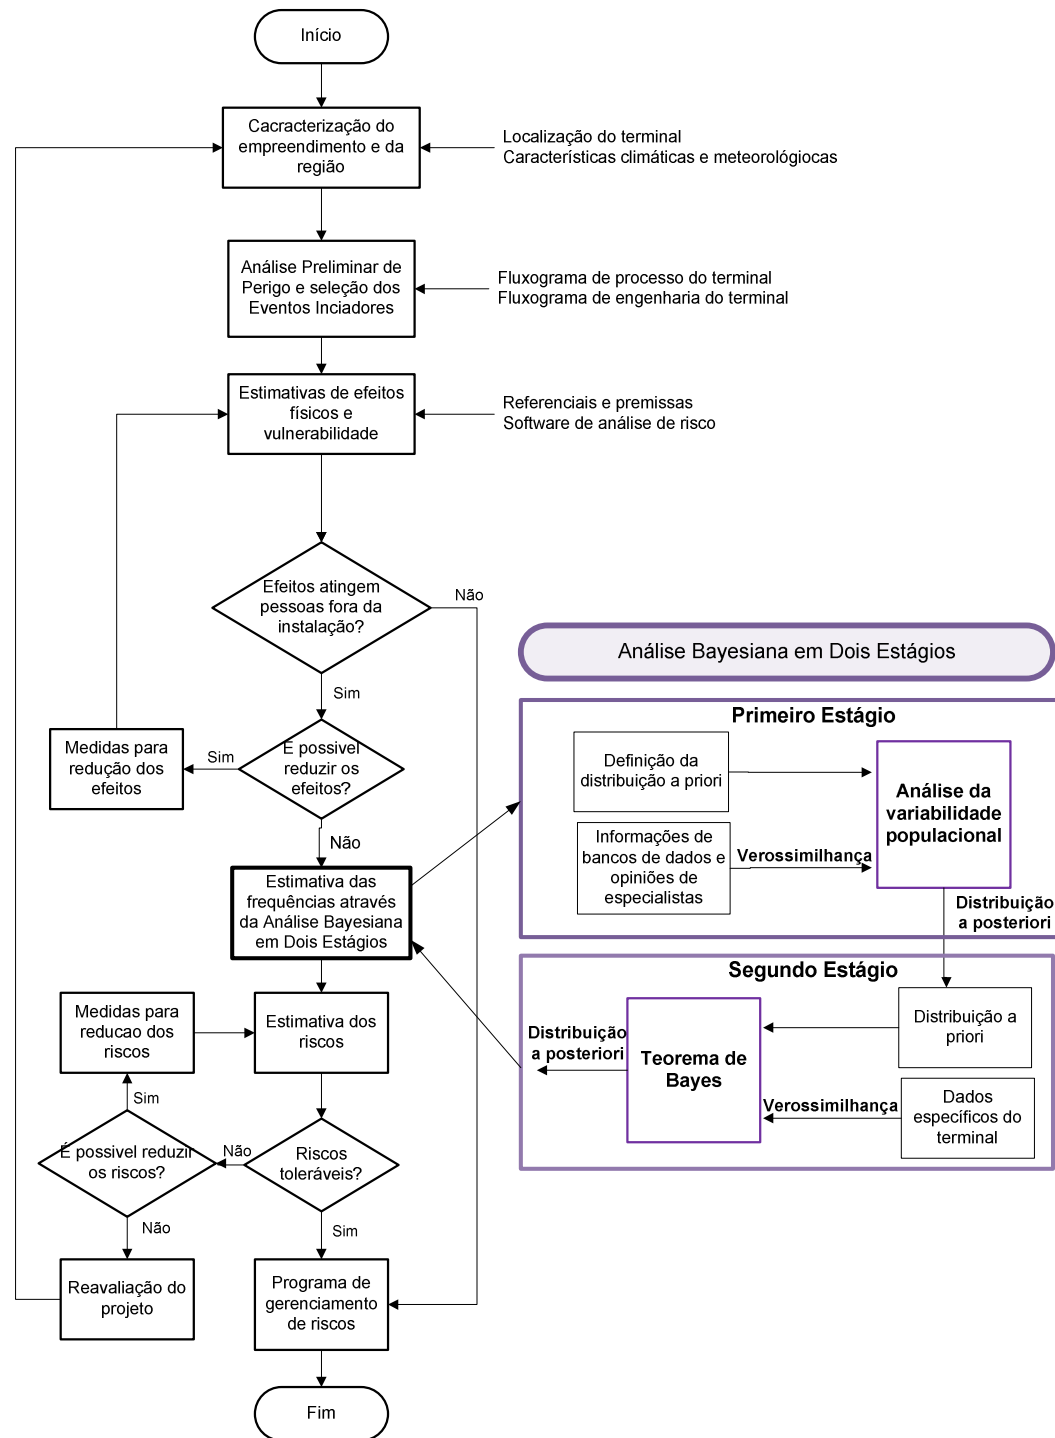 Início
Cacracterização do
empreendimento e da
região
Localização do terminal
Características climáticas e meteorológiocas
Análise Preliminar de
Perigo e seleção dos
Eventos Inciadores
Fluxograma de processo do terminal
Fluxograma de engenharia do terminal
Estimativas de efeitos
físicos e
vulnerabilidade
Referenciais e premissas
Software de análise de risco
Efeitos atingem
pessoas fora da
instalação?
Não
Sim
É possivel
reduzir os
efeitos?
Sim
Medidas para
redução dos
efeitos
Não
Estimativa das
frequências através
da Análise Bayesiana
em Dois Estágios
Estimativa dos
riscos
Medidas para
reducao dos
riscos
Sim
É possivel reduzir
os riscos?
Não
Riscos
toleráveis?
Não
Sim
Reavaliação do
projeto
Programa de
gerenciamento
de riscos
Fim
Análise Bayesiana em Dois Estágios
Primeiro Estágio
Definição da
distribuição a priori
Informações de
bancos de dados e
opiniões de
especialistas
Verossimilhança
Análise da
variabilidade
populacional
Distribuição
a posteriori
Segundo Estágio
Distribuição a
priori
Dados
específicos do
terminal
Verossimilhança
Teorema de
Bayes
Distribuição
a posteriori